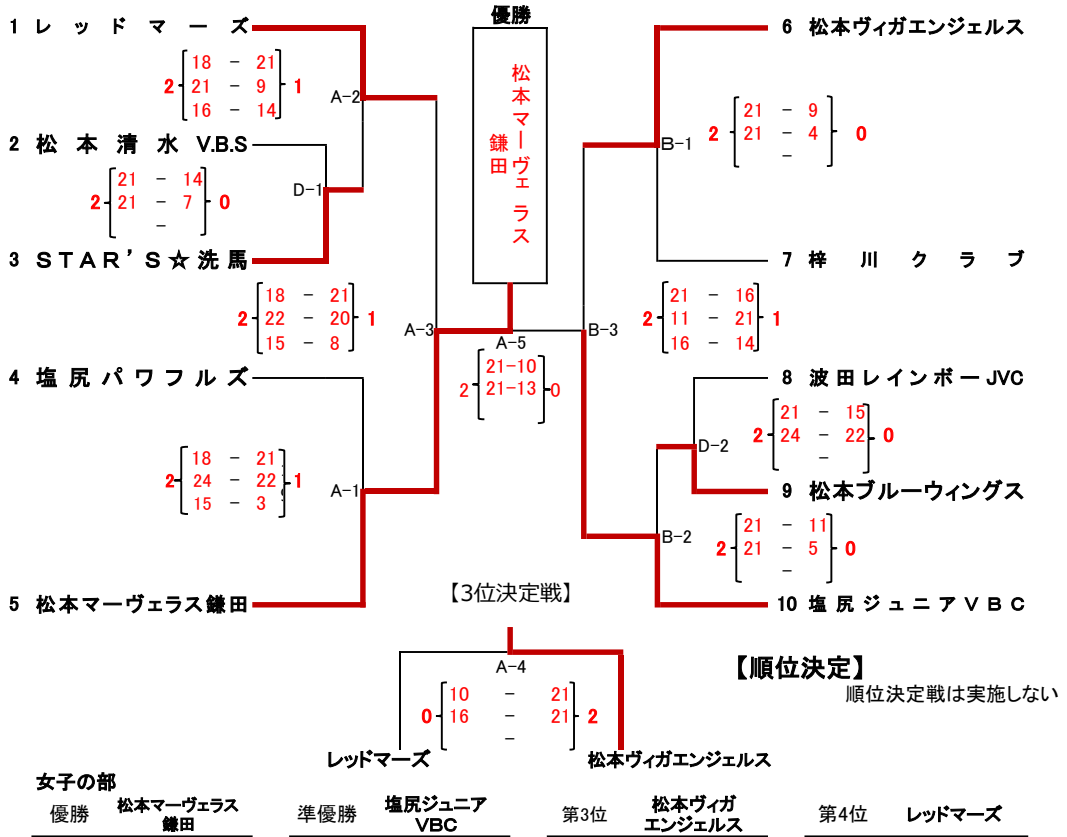 優勝
松本マーヴェラス
鎌田
1 レッドマーズ
18 － 21
2 21 － 9 1
16 － 14
A-2
2 松本清水 V.B.S
21 － 14
2 21 － 7 0
－
D-1
3 STAR'S☆洗馬
18 － 21
2 22 － 20 1
15 － 8
A-3
4 塩尻パワフルズ
18 － 21
2 24 － 22 1
15 － 3
A-1
5 松本マーヴェラス鎌田
A-5
21-10
2 21-13 0
6 松本ヴィガエンジェルス
21 － 9
2 21 － 4 0
－
B-1
7 梓川クラブ
21 － 16
2 11 － 21 1
16 － 14
B-3
8 波田レインボーJVC
21 － 15
2 24 － 22 0
－
D-2
9 松本ブルーウィングス
21 － 11
2 21 － 5 0
－
B-2
10 塩尻ジュニアVBC
【3位決定戦】
A-4
10 － 21
0 16 － 21 2
－
レッドマーズ 松本ヴィガエンジェルス
【順位決定】
順位決定戦は実施しない
女子の部
優勝 松本マーヴェラス
鎌田
準優勝 塩尻ジュニア
VBC
第3位 松本ヴィガ
エンジェルス
第4位 レッドマーズ